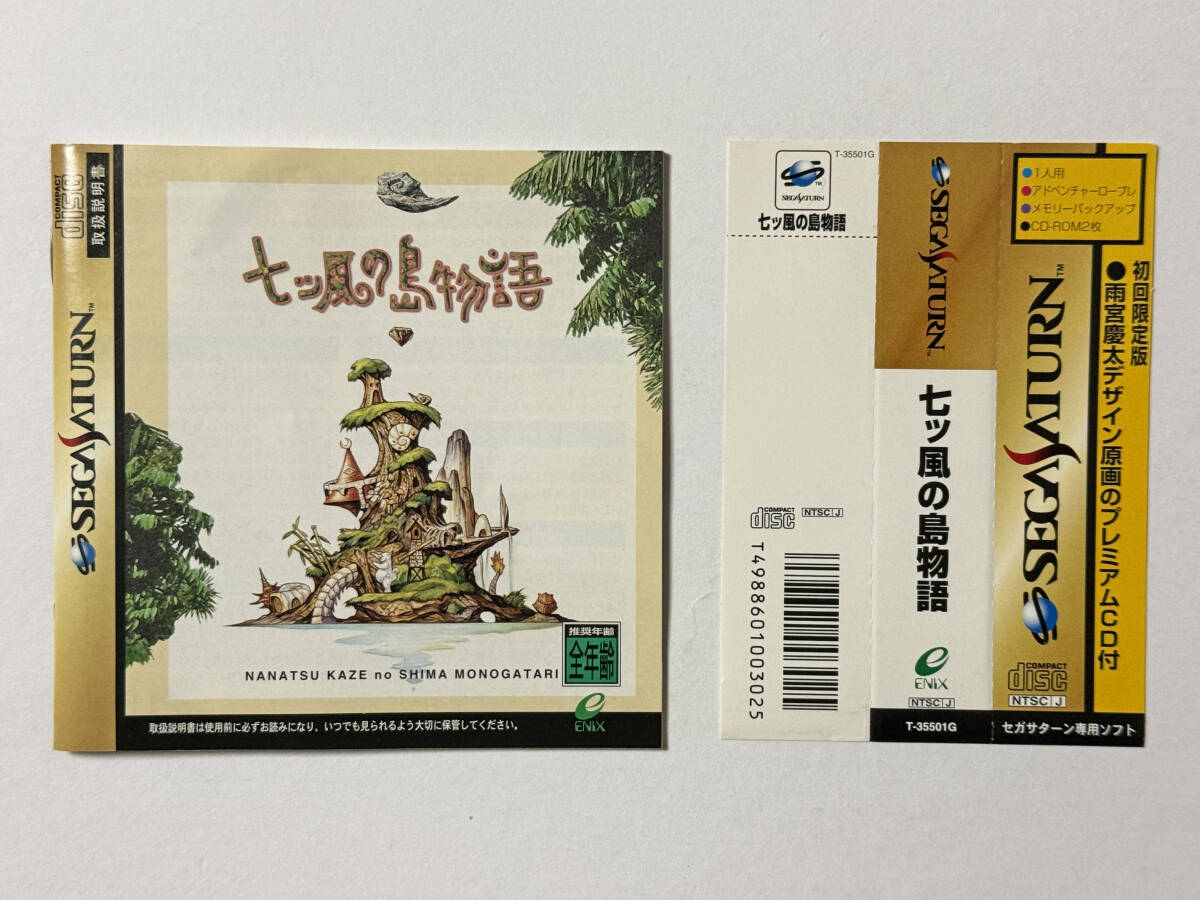 COMPACT
disc
取扱説明書
SEGASATURN™
七ッ風の島物語
NANATSU KAZE no SHIMA MONOGATARI
推奨年齢
全年齢
ENIX
取扱説明書は使用前に必ずお読みになり、いつでも見られるよう大切に保管してください。
T-35501G
TM
SEGASATURN
七ッ風の島物語
COMPACT
disc
NTSC J
T4988601003025
SEGASATURN™
七ッ風の島物語
ENIX
NTSC J
T-35501G
●1人用
●アドベンチャーロープレ
●メモリーバックアップ
●CD-ROM2枚
初回限定版
●雨宮慶太デザイン原画のプレミアムCD付
SEGASATURN™
COMPACT
disc
NTSC J
セガサターン専用ソフト